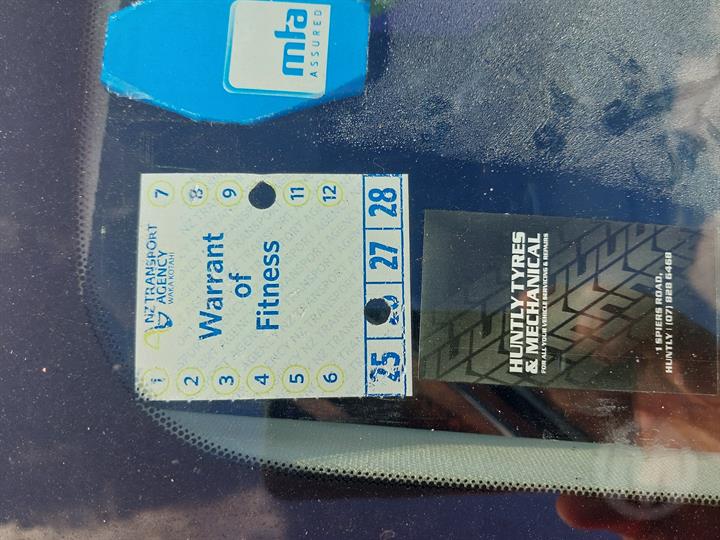 mta
ASSURED
NZ TRANSPORT
AGENCY
WAKA KOTAHI
Warrant
of
Fitness
1
2
3
4
5
6
7
8
9
11
12
25
27
28
HUNTLY TYRES
& MECHANICAL
FOR ALL YOUR VEHICLE SERVICING & REPAIRS
1 SPIERS ROAD,
HUNTLY | (07) 828 6468